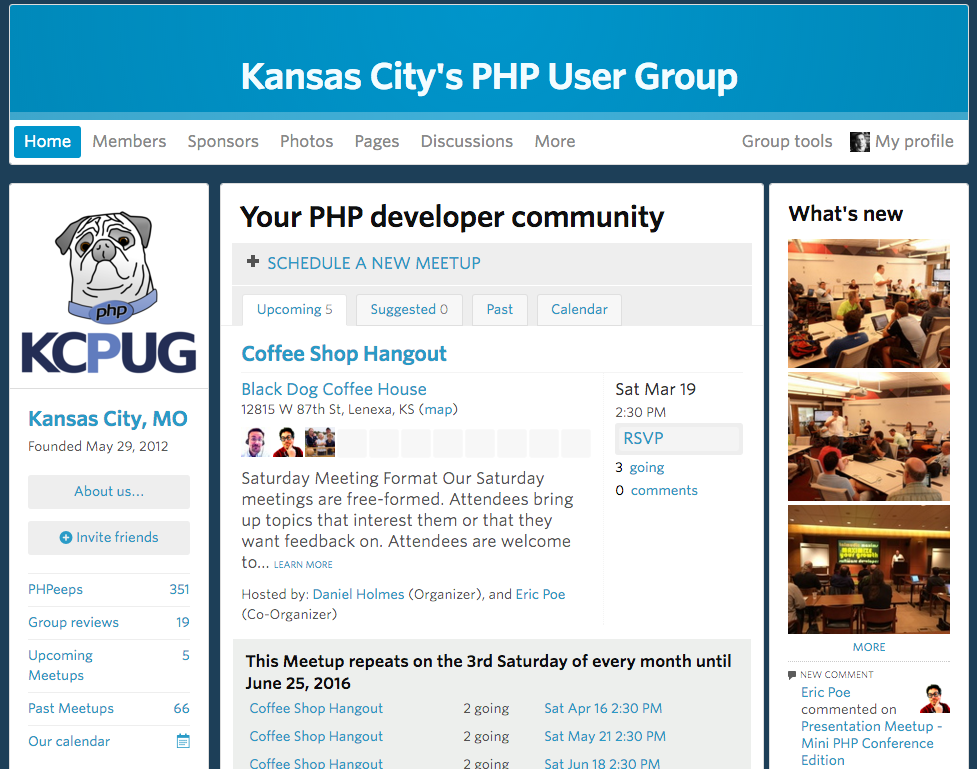 Kansas City's PHP User Group
Home Members Sponsors Photos Pages Discussions More Group tools My profile
php
KCPUG
Kansas City, MO
Founded May 29, 2012
About us...
Invite friends
PHPeeps 351
Group reviews 19
Upcoming 5
Meetups
Past Meetups 66
Our calendar
Your PHP developer community
SCHEDULE A NEW MEETUP
Upcoming 5 Suggested 0 Past Calendar
Coffee Shop Hangout
Black Dog Coffee House
12815 W 87th St, Lenexa, KS (map)
Saturday Meeting Format Our Saturday
meetings are free-formed. Attendees bring
up topics that interest them or that they
want feedback on. Attendees are welcome
to... LEARN MORE
Hosted by: Daniel Holmes (Organizer), and Eric Poe
(Co-Organizer)
Sat Mar 19
2:30 PM
RSVP
3 going
0 comments
This Meetup repeats on the 3rd Saturday of every month until
June 25, 2016
Coffee Shop Hangout 2 going Sat Apr 16 2:30 PM
Coffee Shop Hangout 2 going Sat May 21 2:30 PM
Coffee Shop Hangout 2 going Sat Jun 18 2:30 PM
What's new
MORE
NEW COMMENT
Eric Poe
commented on
Presentation Meetup -
Mini PHP Conference
Edition